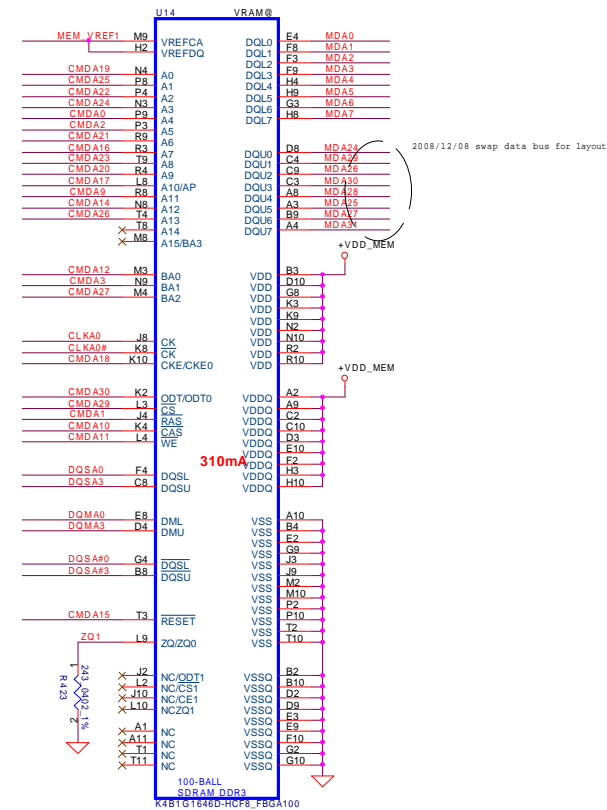 U14 VRAM@
MEM_VREF1 M9 VREFCA DQL0 E4 MDA0
H2 VREFDQ DQL1 F8 MDA1
DQL2 F3 MDA2
CMDA19 N4 A0 DQL3 F9 MDA3
CMDA25 P8 A1 DQL4 H4 MDA4
CMDA22 P4 A2 DQL5 H9 MDA5
CMDA24 N3 A3 DQL6 G3 MDA6
CMDA0 P9 A4 DQL7 H8 MDA7
CMDA2 P3 A5
CMDA21 R9 A6
CMDA16 R3 A7 DQU0 D8 MDA24 2008/12/08 swap data bus for layout
CMDA23 T9 A8 DQU1 C4 MDA29
CMDA20 R4 A9 DQU2 C9 MDA26
CMDA17 L8 A10/AP DQU3 C3 MDA30
CMDA9 R8 A11 DQU4 A8 MDA28
CMDA14 N8 A12 DQU5 A3 MDA25
CMDA26 T4 A13 DQU6 B9 MDA27
T8 A14 DQU7 A4 MDA31
M8 A15/BA3
+VDD_MEM
CMDA12 M3 BA0 VDD B3
CMDA3 N9 BA1 VDD D10
CMDA27 M4 BA2 VDD G8
VDD K3
VDD K9
VDD N2
CLKA0 J8 CK VDD N10
CLKA0# K8 CK VDD R2
CMDA18 K10 CKE/CKE0 VDD R10
+VDD_MEM
CMDA30 K2 ODT/ODT0 VDDQ A2
CMDA29 L3 CS VDDQ A9
CMDA1 J4 RAS VDDQ C2
CMDA10 K4 CAS VDDQ C10
CMDA11 L4 WE VDDQ D3
VDDQ E10
310mA VDDQ F2
DQSA0 F4 DQSL VDDQ H3
DQSA3 C8 DQSU VDDQ H10
DQMA0 E8 DML VSS A10
DQMA3 D4 DMU VSS B4
VSS E2
VSS G9
DQSA#0 G4 DQSL VSS J3
DQSA#3 B8 DQSU VSS J9
VSS M2
VSS M10
VSS P2
CMDA15 T3 RESET VSS P10
VSS T2
ZQ1 L9 ZQ/ZQ0 VSS T10
J2 NC/ODT1 VSSQ B2
L2 NC/CS1 VSSQ B10
J10 NC/CE1 VSSQ D2
L10 NCZQ1 VSSQ D9
VSSQ E3
A1 NC VSSQ E9
A11 NC VSSQ F10
T1 NC VSSQ G2
T11 NC VSSQ G10
1
243_0402_1%
R423
2
100-BALL
SDRAM DDR3
K4B1G1646D-HCF8_FBGA100